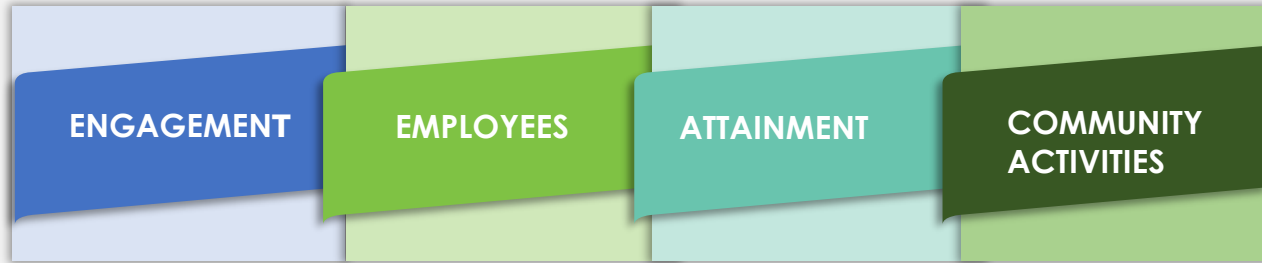 ENGAGEMENT
EMPLOYEES
ATTAINMENT
COMMUNITY
ACTIVITIES